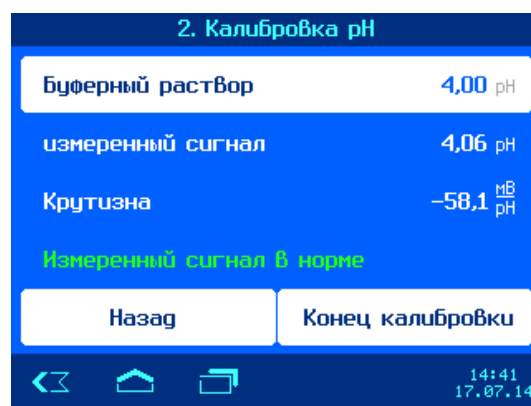 2. Калибровка pH
Буферный раствор 4,00 pH
измеренный сигнал 4,06 pH
Крутизна -58,1 мВ/pH
Измеренный сигнал в норме
Назад Конец калибровки
14:41
17.07.14